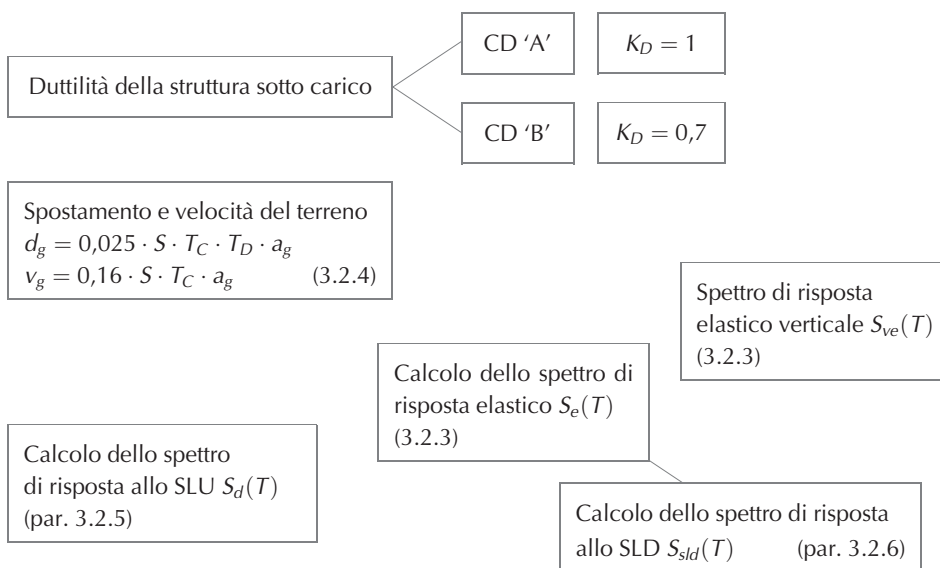 CD ‘A’
K_D = 1
Duttilità della struttura sotto carico
CD ‘B’
K_D = 0,7
Spostamento e velocità del terreno
d_g = 0,025 · S · T_C · T_D · a_g
v_g = 0,16 · S · T_C · a_g (3.2.4)
Spettro di risposta
elastico verticale S_ve(T)
(3.2.3)
Calcolo dello spettro di
risposta elastico S_e(T)
(3.2.3)
Calcolo dello spettro
di risposta allo SLU S_d(T)
(par. 3.2.5)
Calcolo dello spettro di risposta
allo SLD S_sld(T) (par. 3.2.6)